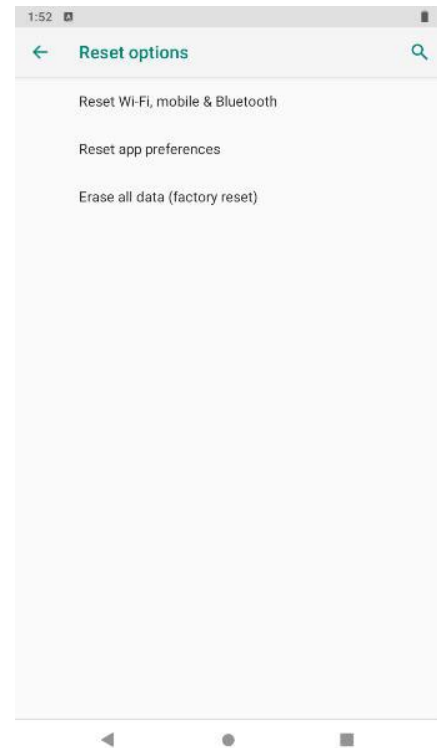 1:52
Reset options
Reset Wi-Fi, mobile & Bluetooth
Reset app preferences
Erase all data (factory reset)